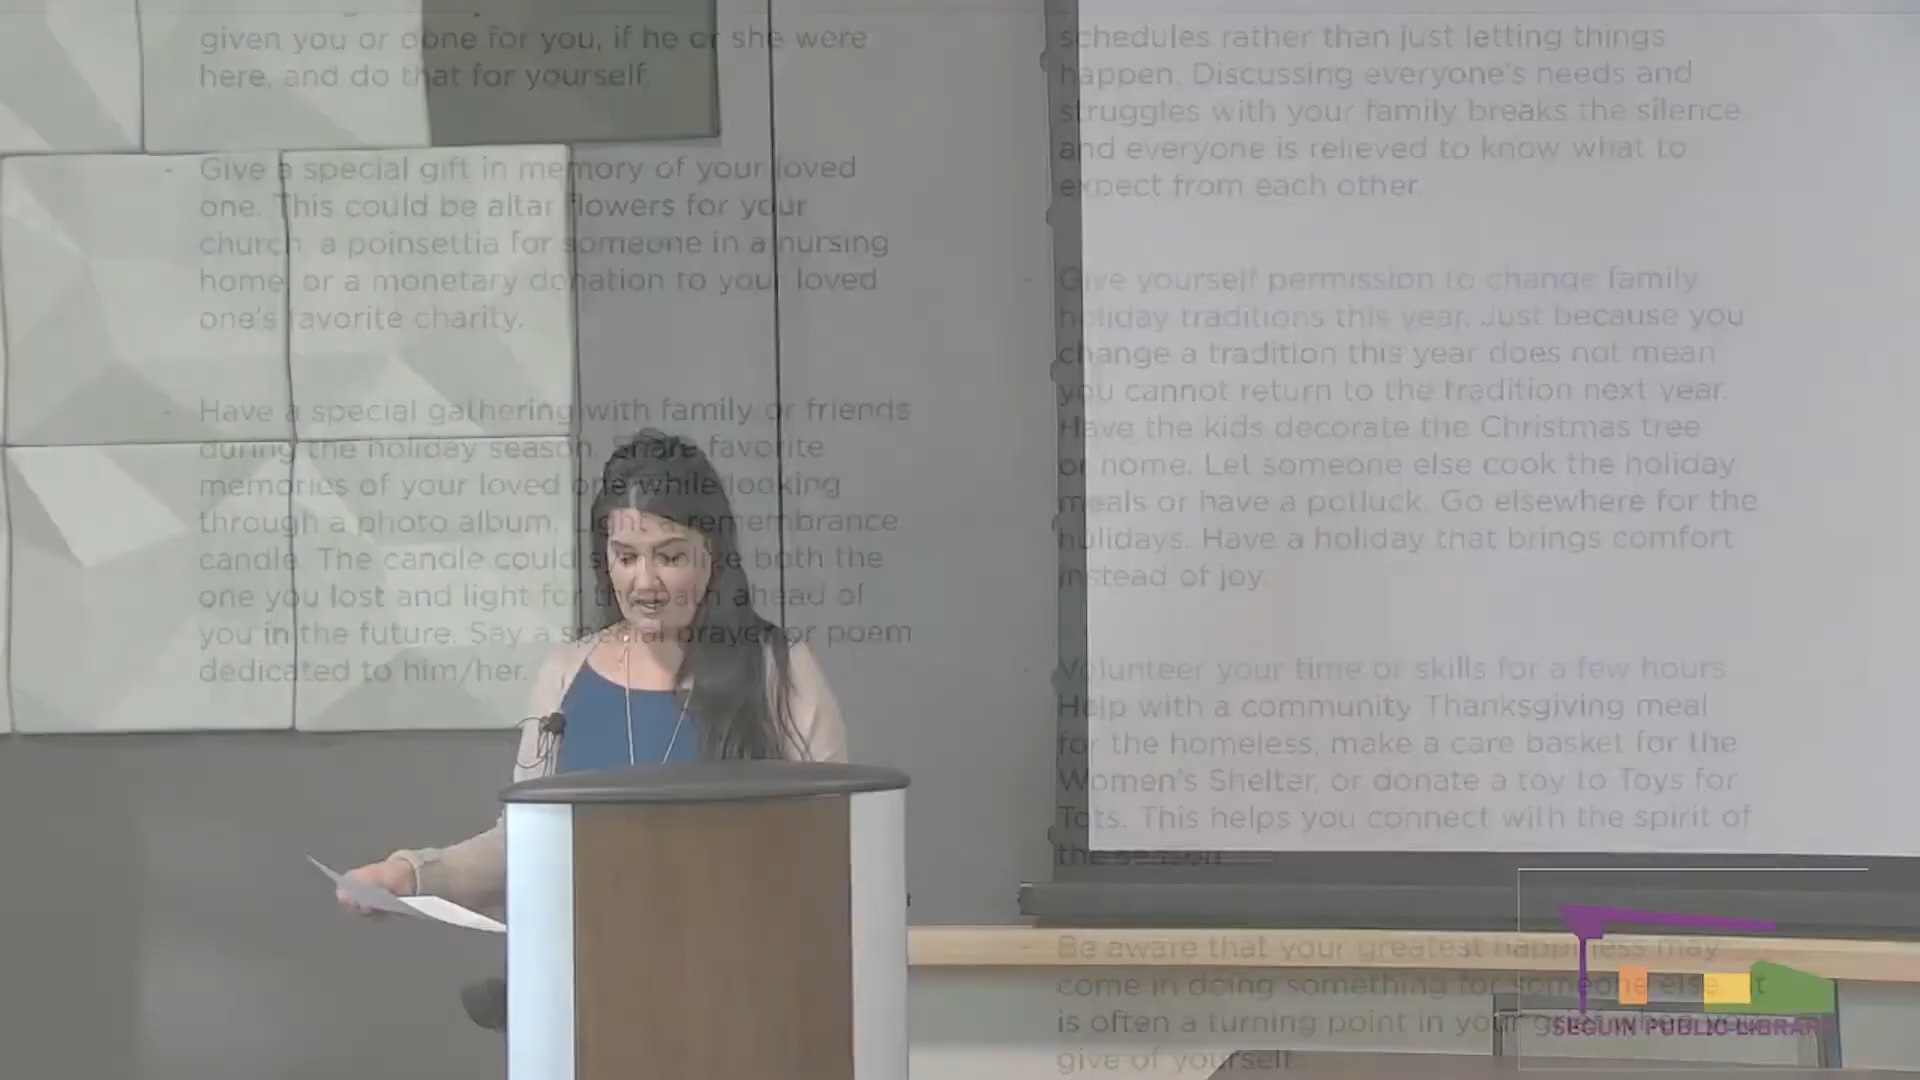 given you or done for you, if he or she were
here, and do that for yourself.
- Give a special gift in memory of your loved
one. This could be altar flowers for your
church, a poinsettia for someone in a nursing
home, or a monetary donation to your loved
one's favorite charity.
- Have a special gathering with family or friends
during the holiday season. Share favorite
memories of your loved one while looking
through a photo album. Light a remembrance
candle. The candle could symbolize both the
one you lost and light for the path ahead of
you in the future. Say a special prayer or poem
dedicated to him/her.
schedules rather than just letting things
happen. Discussing everyone's needs and
struggles with your family breaks the silence
and everyone is relieved to know what to
expect from each other.
- Give yourself permission to change family
holiday traditions this year. Just because you
change a tradition this year does not mean
you cannot return to the tradition next year.
Have the kids decorate the Christmas tree
or home. Let someone else cook the holiday
meals or have a potluck. Go elsewhere for the
holidays. Have a holiday that brings comfort
instead of joy.
- Volunteer your time or skills for a few hours
Help with a community Thanksgiving meal
for the homeless, make a care basket for the
Women's Shelter, or donate a toy to Toys for
Tots. This helps you connect with the spirit of
the season
- Be aware that your greatest happiness may
come in doing something for someone else. It
is often a turning point in your grief when you
give of yourself
SEGUIN PUBLIC LIBRARY